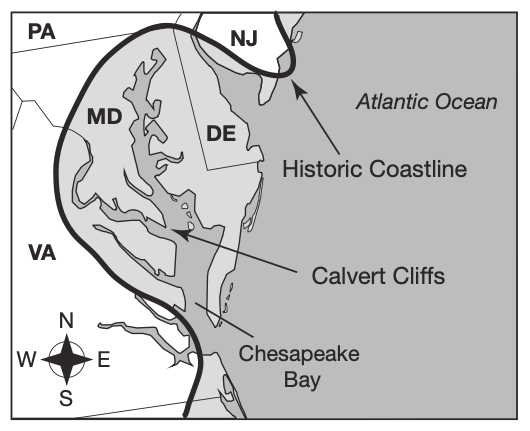 PA
NJ
Atlantic Ocean
MD
DE
Historic Coastline
VA
Calvert Cliffs
N
W E
S
Chesapeake
Bay